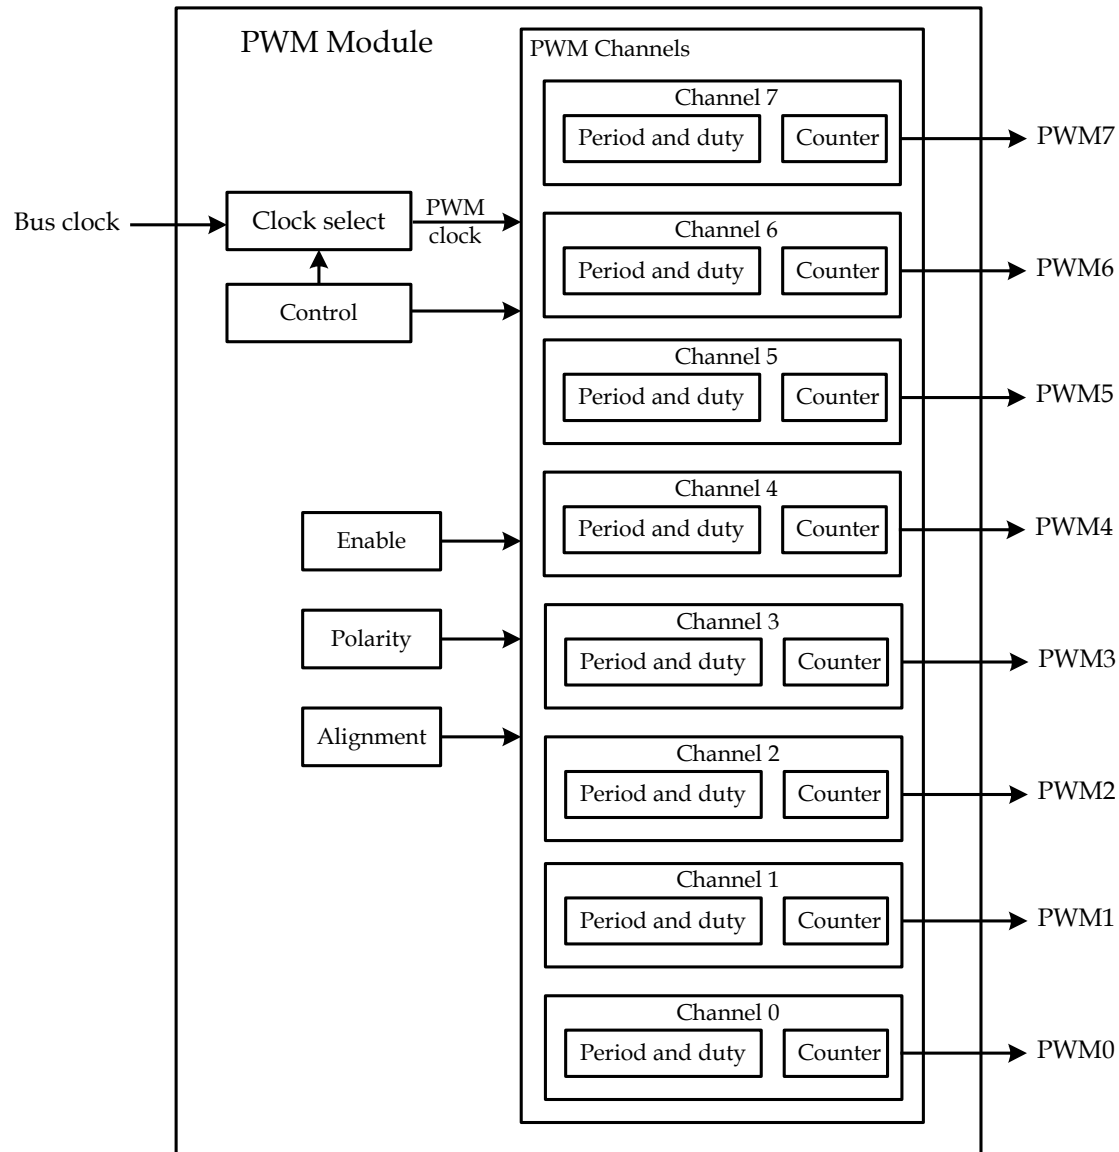 PWM Module
PWM Channels
Channel 7
Period and duty
Counter
PWM7
Bus clock
Clock select
PWM
clock
Channel 6
Period and duty
Counter
PWM6
Control
Channel 5
Period and duty
Counter
PWM5
Channel 4
Period and duty
Counter
PWM4
Enable
Channel 3
Period and duty
Counter
PWM3
Polarity
Alignment
Channel 2
Period and duty
Counter
PWM2
Channel 1
Period and duty
Counter
PWM1
Channel 0
Period and duty
Counter
PWM0